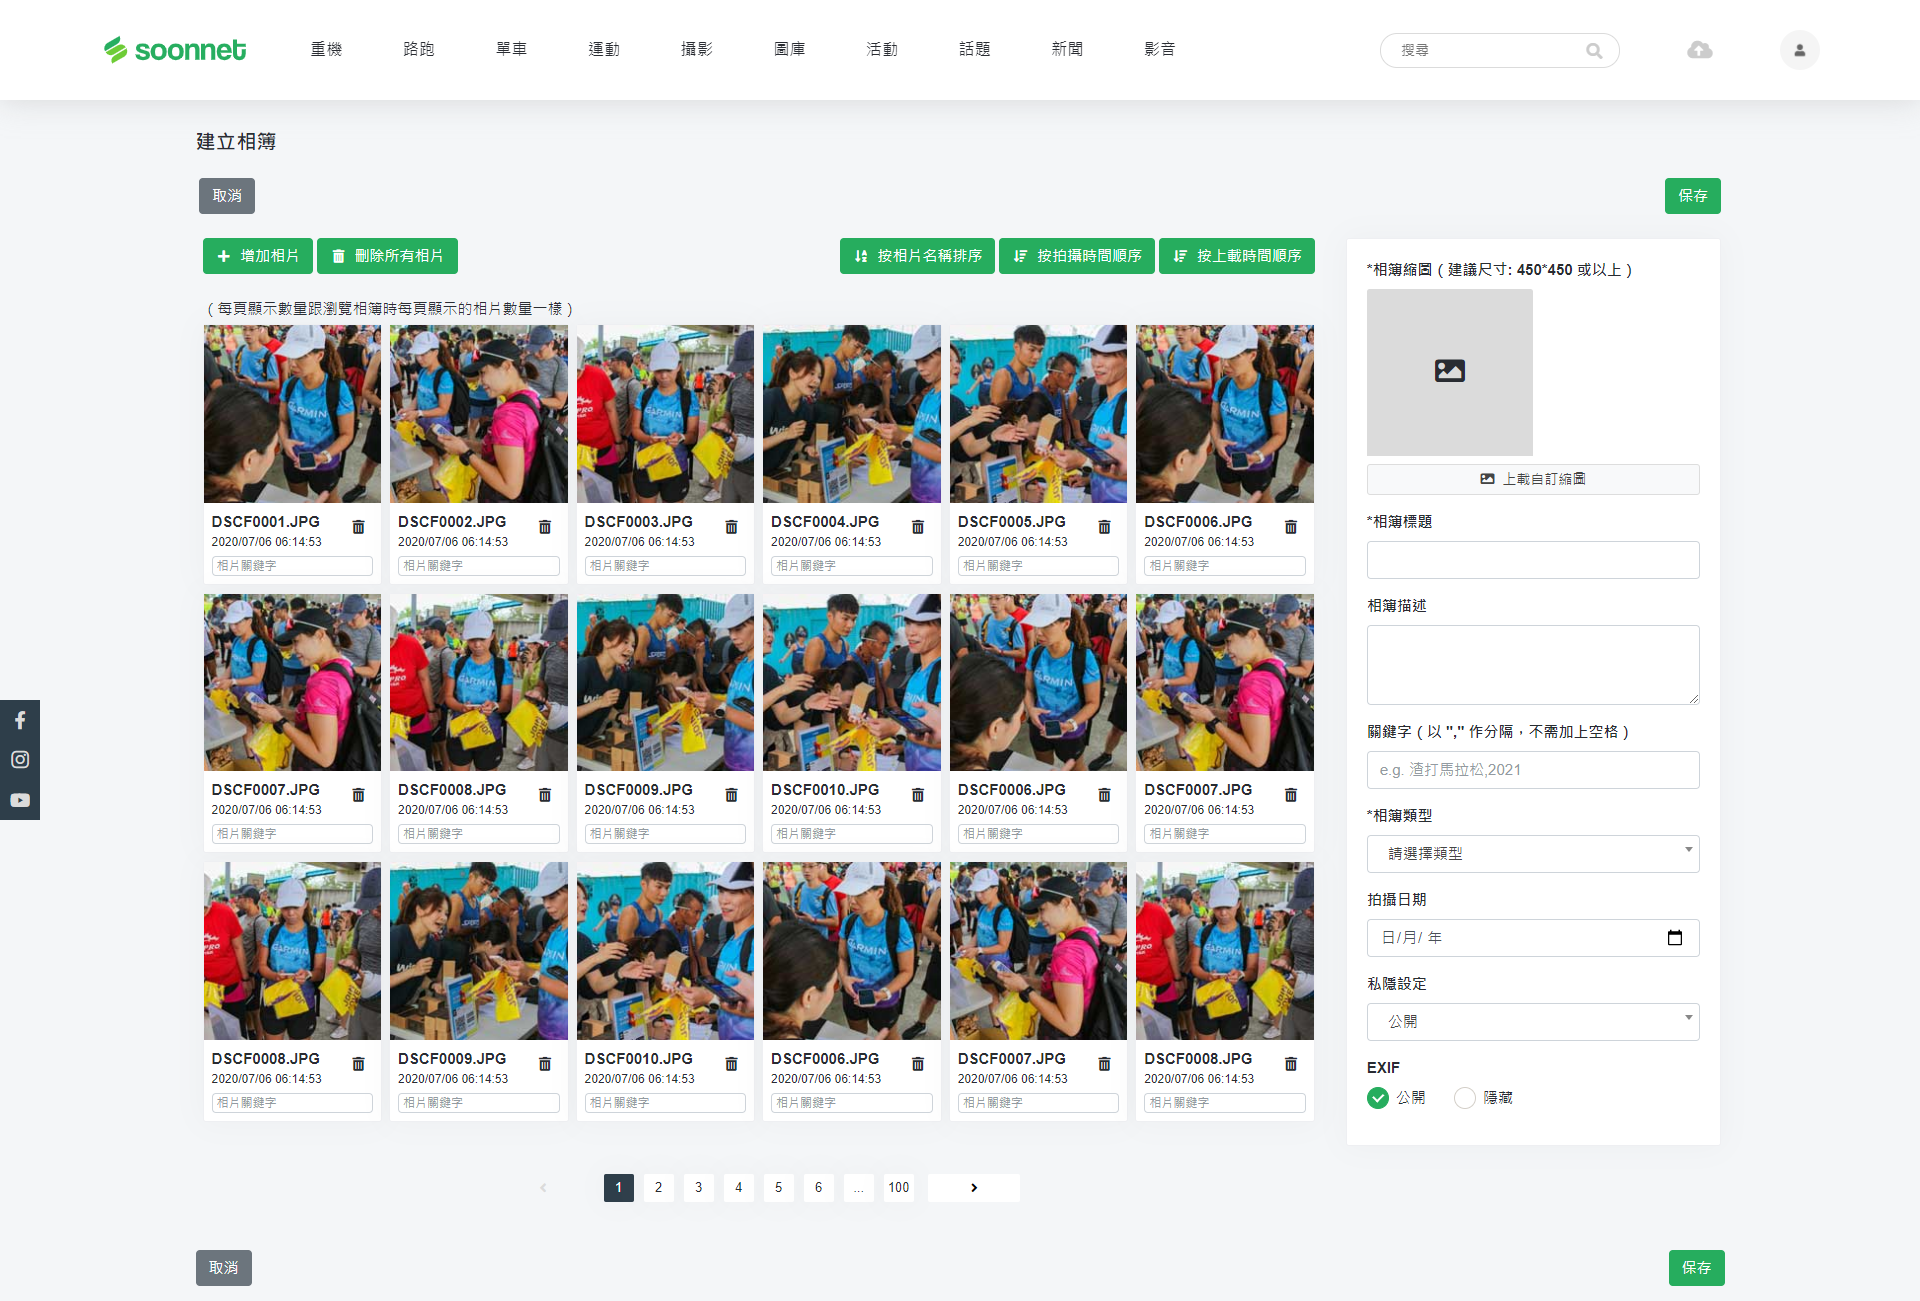 soonnet 重機 路跑 單車 運動 攝影 圖庫 活動 話題 新聞 影音 搜尋
建立相簿
取消 保存
增加相片 刪除所有相片 按相片名稱排序 按拍攝時間順序 按上載時間順序
( 每頁顯示數量跟瀏覽相簿時每頁顯示的相片數量一樣 )
DSCF0001.JPG DSCF0002.JPG DSCF0003.JPG DSCF0004.JPG DSCF0005.JPG DSCF0006.JPG
2020/07/06 06:14:53 2020/07/06 06:14:53 2020/07/06 06:14:53 2020/07/06 06:14:53 2020/07/06 06:14:53 2020/07/06 06:14:53
相片關鍵字 相片關鍵字 相片關鍵字 相片關鍵字 相片關鍵字 相片關鍵字
DSCF0007.JPG DSCF0008.JPG DSCF0009.JPG DSCF0010.JPG DSCF0006.JPG DSCF0007.JPG
2020/07/06 06:14:53 2020/07/06 06:14:53 2020/07/06 06:14:53 2020/07/06 06:14:53 2020/07/06 06:14:53 2020/07/06 06:14:53
相片關鍵字 相片關鍵字 相片關鍵字 相片關鍵字 相片關鍵字 相片關鍵字
DSCF0008.JPG DSCF0009.JPG DSCF0010.JPG DSCF0006.JPG DSCF0007.JPG DSCF0008.JPG
2020/07/06 06:14:53 2020/07/06 06:14:53 2020/07/06 06:14:53 2020/07/06 06:14:53 2020/07/06 06:14:53 2020/07/06 06:14:53
相片關鍵字 相片關鍵字 相片關鍵字 相片關鍵字 相片關鍵字 相片關鍵字
1 2 3 4 5 6 ... 100
*相簿縮圖 ( 建議尺寸: 450*450 或以上 )
上載自訂縮圖
*相簿標題
相簿描述
關鍵字 ( 以 "," 作分隔，不需加上空格 )
e.g. 渣打馬拉松,2021
*相簿類型
請選擇類型
拍攝日期
日/月/ 年
私隱設定
公開
EXIF
公開 隱藏
取消 保存